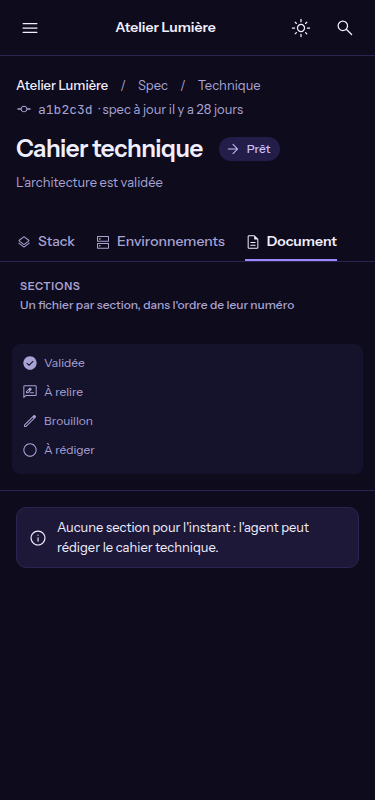 Atelier Lumière
Atelier Lumière / Spec / Technique
a1b2c3d · spec à jour il y a 28 jours
Cahier technique
Prêt
L'architecture est validée
Stack
Environnements
Document
SECTIONS
Un fichier par section, dans l'ordre de leur numéro
Validée
À relire
Brouillon
À rédiger
Aucune section pour l'instant : l'agent peut
rédiger le cahier technique.